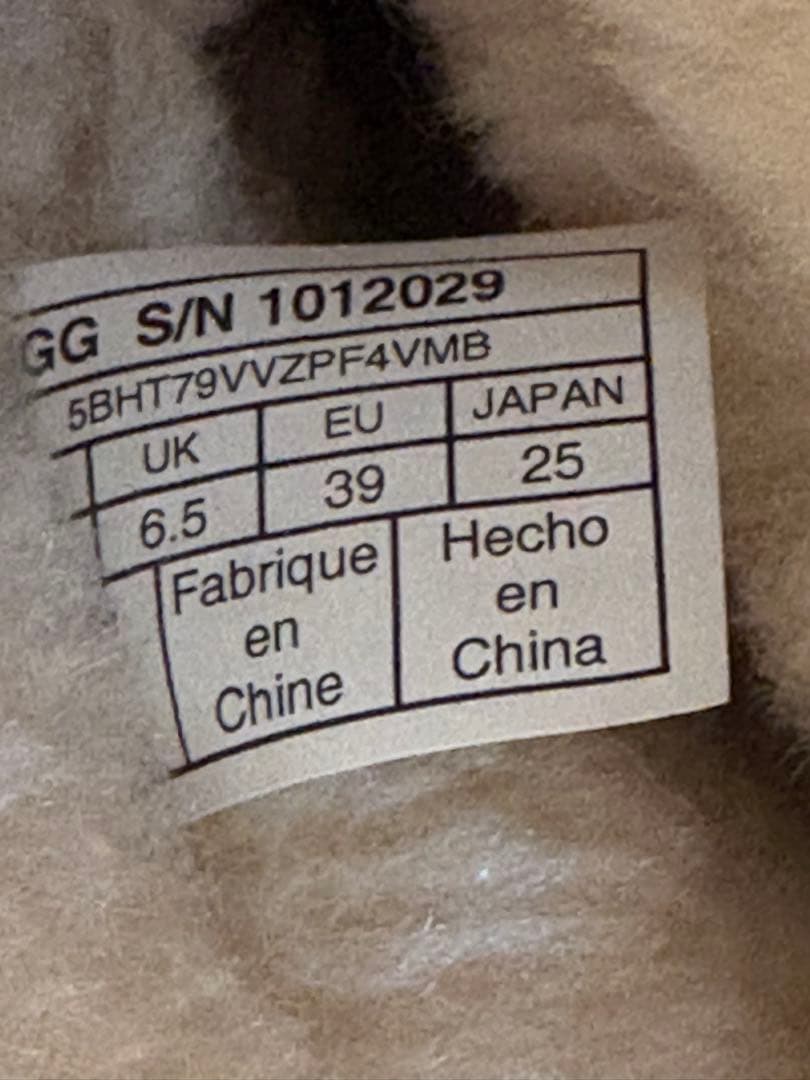 GG S/N 1012029
5BHT79VVZPF4VMB
UK EU JAPAN
6.5 39 25
Fabrique
en
Chine
Hecho
en
China